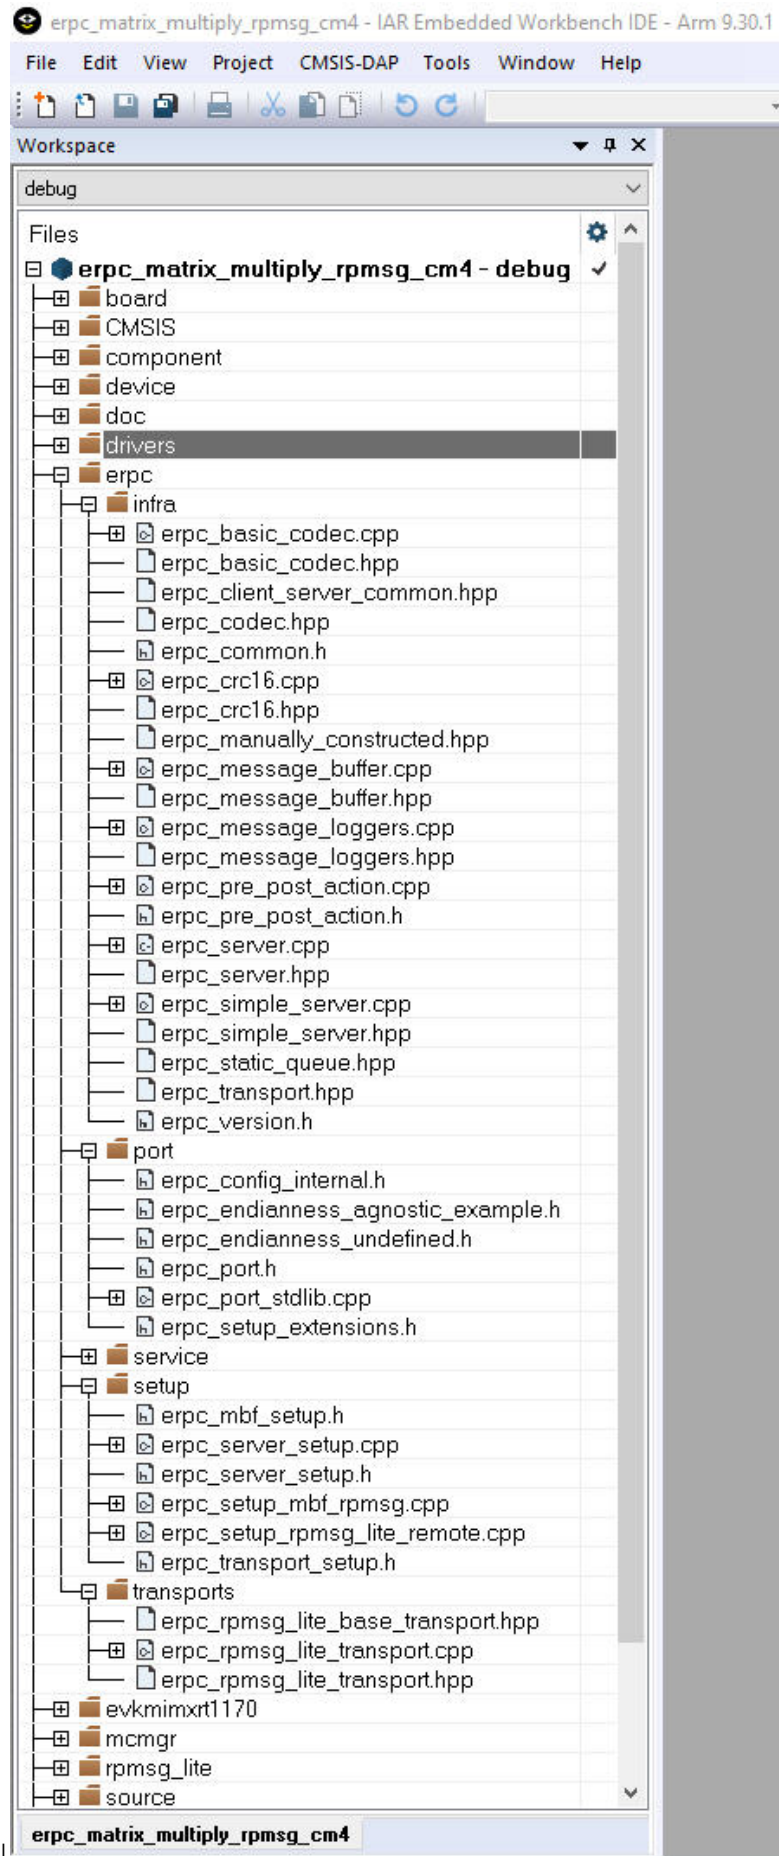 erpc_matrix_multiply_rpmsg_cm4 - IAR Embedded Workbench IDE - Arm 9.30.1
File Edit View Project CMSIS-DAP Tools Window Help
Workspace
debug
Files
erpc_matrix_multiply_rpmsg_cm4 - debug
board
CMSIS
component
device
doc
drivers
erpc
infra
erpc_basic_codec.cpp
erpc_basic_codec.hpp
erpc_client_server_common.hpp
erpc_codec.hpp
erpc_common.h
erpc_crc16.cpp
erpc_crc16.hpp
erpc_manually_constructed.hpp
erpc_message_buffer.cpp
erpc_message_buffer.hpp
erpc_message_loggers.cpp
erpc_message_loggers.hpp
erpc_pre_post_action.cpp
erpc_pre_post_action.h
erpc_server.cpp
erpc_server.hpp
erpc_simple_server.cpp
erpc_simple_server.hpp
erpc_static_queue.hpp
erpc_transport.hpp
erpc_version.h
port
erpc_config_internal.h
erpc_endianness_agnostic_example.h
erpc_endianness_undefined.h
erpc_port.h
erpc_port_stdlib.cpp
erpc_setup_extensions.h
service
setup
erpc_mbf_setup.h
erpc_server_setup.cpp
erpc_server_setup.h
erpc_setup_mbf_rpmsg.cpp
erpc_setup_rpmsg_lite_remote.cpp
erpc_transport_setup.h
transports
erpc_rpmsg_lite_base_transport.hpp
erpc_rpmsg_lite_transport.cpp
erpc_rpmsg_lite_transport.hpp
evkmimxrt1170
mcmgr
rpmsg_lite
source
erpc_matrix_multiply_rpmsg_cm4